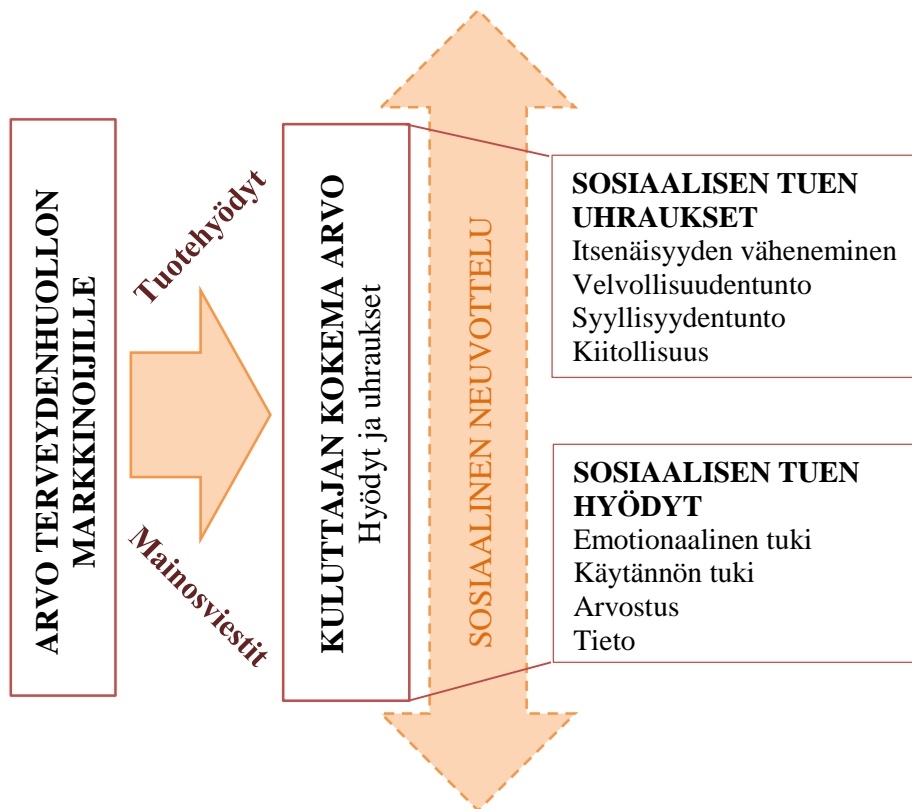 ARVO TERVEYDENHUOLLON
MARKKINOIJILLE
Tuotehyödyt
Mainosviestit
KULUTTAJAN KOKEMA ARVO
Hyödyt ja uhraukset
SOSIAALINEN NEUVOTTELU
SOSIAALISEN TUEN
UHRAUKSET
Itsenäisyyden väheneminen
Velvollisuudentunto
Syyllisyydentunto
Kiitollisuus
SOSIAALISEN TUEN
HYÖDYT
Emotionaalinen tuki
Käytännön tuki
Arvostus
Tieto